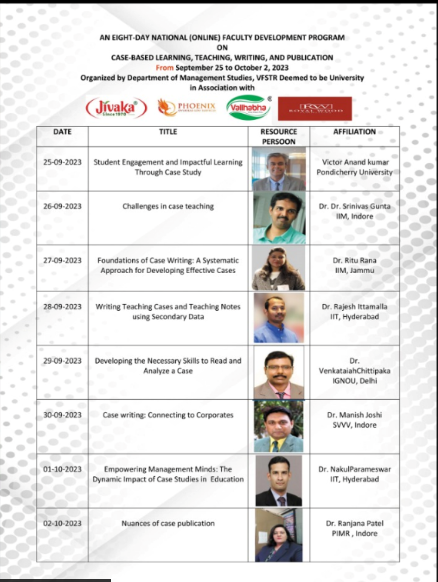 AN EIGHT-DAY NATIONAL (ONLINE) FACULTY DEVELOPMENT PROGRAM
ON
CASE-BASED LEARNING, TEACHING, WRITING, AND PUBLICATION
From September 25 to October 2, 2023
Organized by Department of Management Studies, VFSTR Deemed to be University
in Association with
Jivaka
Since 1978
PHOENIX
Vallabha
DATE TITLE RESOURCE PERSOON AFFILIATION
25-09-2023
Student Engagement and Impactful Learning
Through Case Study
Victor Anand kumar
Pondicherry University
26-09-2023
Challenges in case teaching
Dr. Dr. Srinivas Gunta
IIM, Indore
27-09-2023
Foundations of Case Writing: A Systematic
Approach for Developing Effective Cases
Dr. Ritu Rana
IIM, Jammu
28-09-2023
Writing Teaching Cases and Teaching Notes
using Secondary Data
Dr. Rajesh Ittamalla
IIT, Hyderabad
29-09-2023
Developing the Necessary Skills to Read and
Analyze a Case
Dr.
VenkataiahChittipaka
IGNOU, Delhi
30-09-2023
Case writing: Connecting to Corporates
Dr. Manish Joshi
SVVV, Indore
01-10-2023
Empowering Management Minds: The
Dynamic Impact of Case Studies in Education
Dr. NakulParameswar
IIT, Hyderabad
02-10-2023
Nuances of case publication
Dr. Ranjana Patel
PIMR , Indore